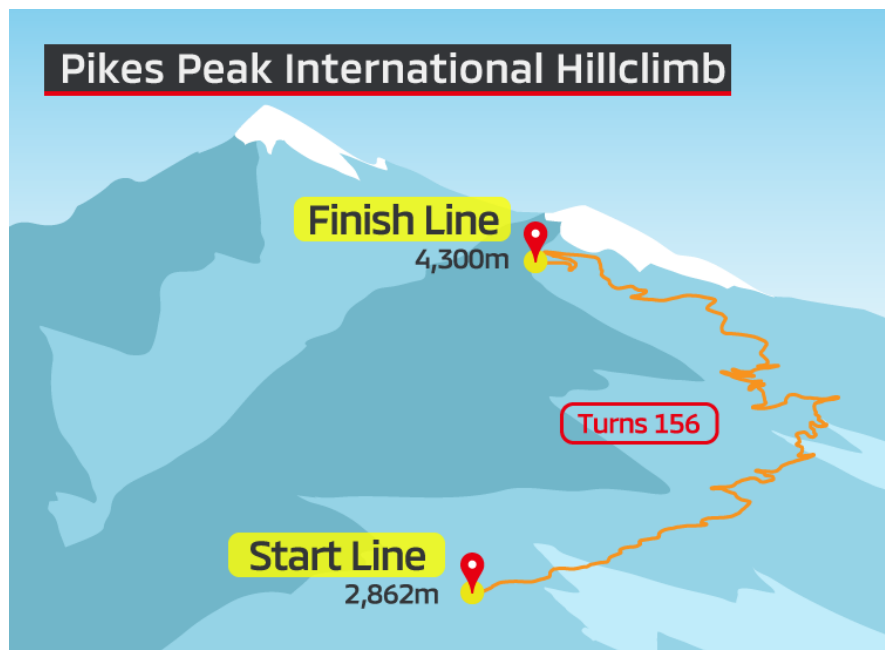 Pikes Peak International Hillclimb
Finish Line
4,300m
Turns 156
Start Line
2,862m